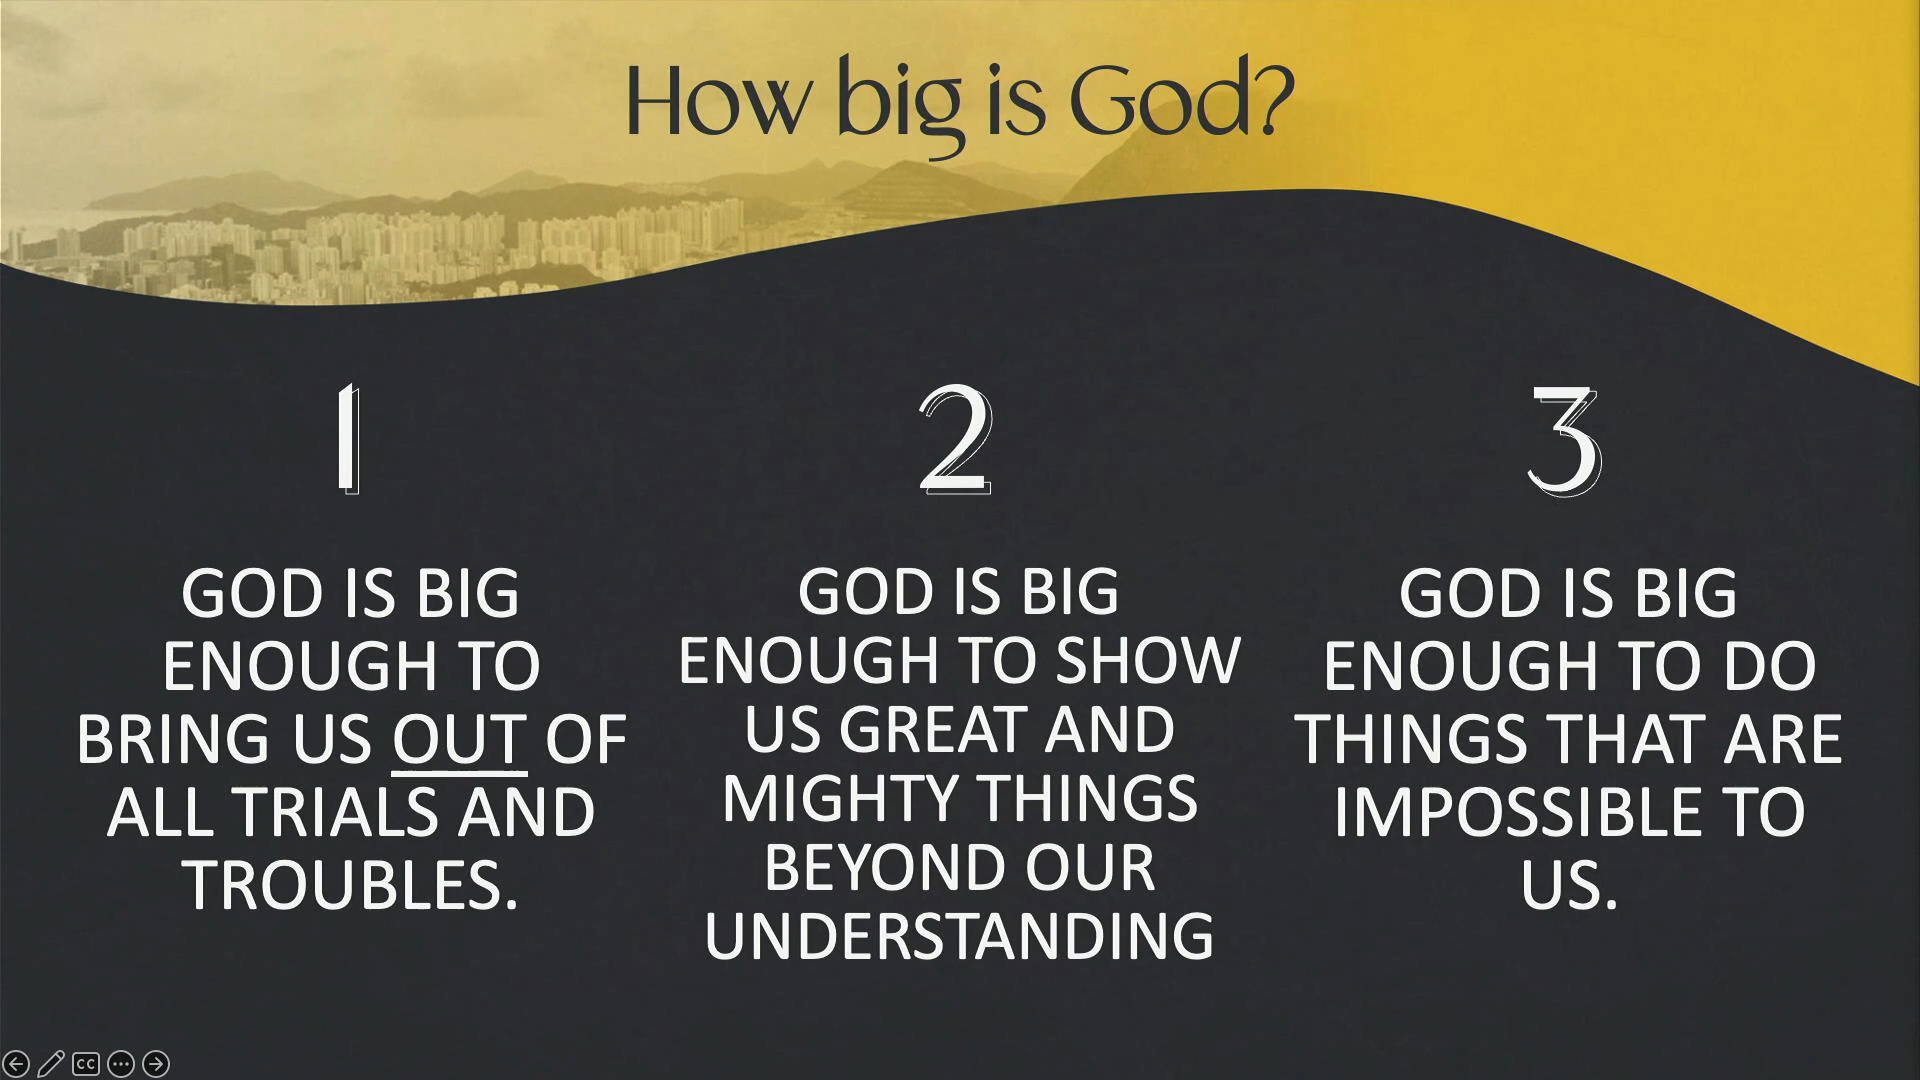 How big is God?
1
GOD IS BIG
ENOUGH TO
BRING US OUT OF
ALL TRIALS AND
TROUBLES.
2
GOD IS BIG
ENOUGH TO SHOW
US GREAT AND
MIGHTY THINGS
BEYOND OUR
UNDERSTANDING
3
GOD IS BIG
ENOUGH TO DO
THINGS THAT ARE
IMPOSSIBLE TO
US.
CC